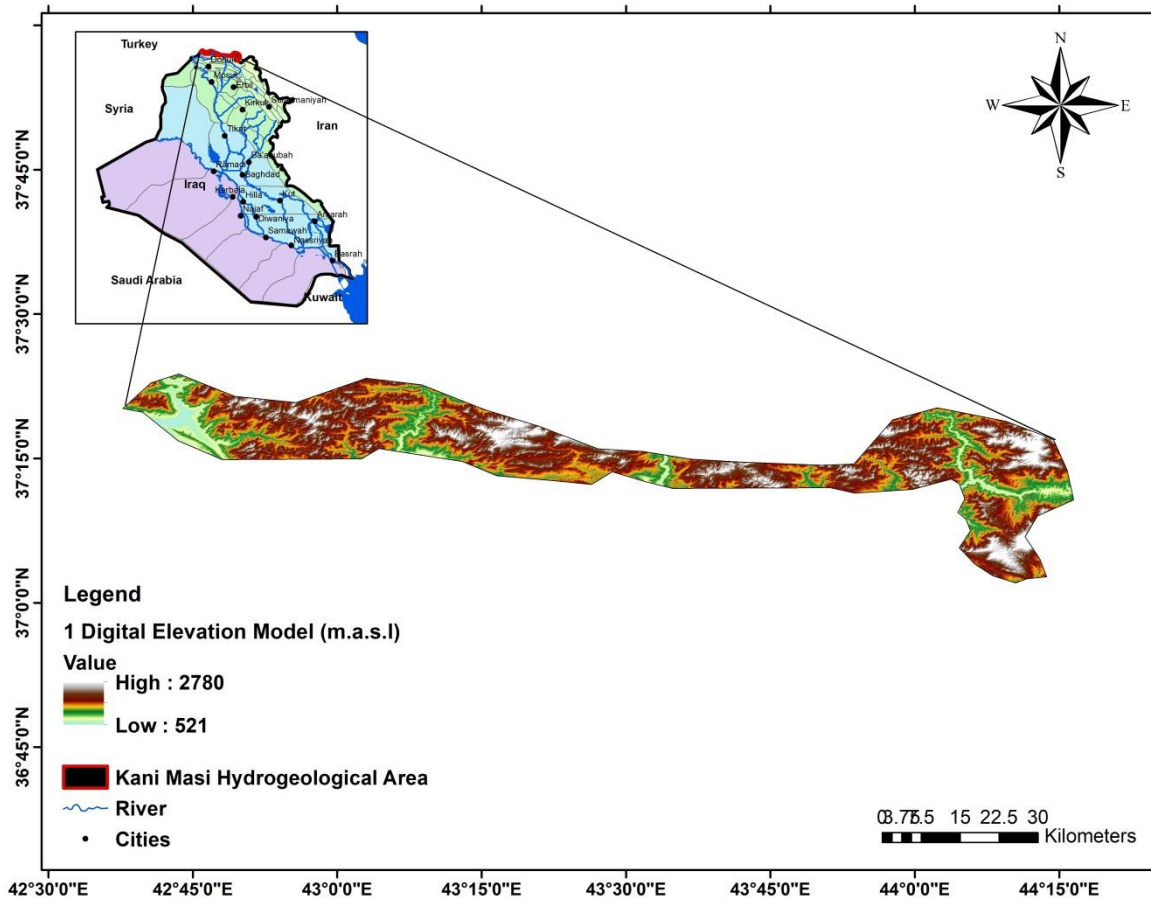 Turkey
Syria
Iran
Iraq
Saudi Arabia
Kuwait
Mosul
Erbil
Kirkuk
Tikrit
Ba'aqubah
Ramadi
Baghdad
Karbala
Hilla
Kut
Najaf
Diwaniya
Amarah
Samawah
Nassriyah
Basrah
N
W
E
S
37°45'0"N
37°30'0"N
37°15'0"N
37°0'0"N
36°45'0"N
Legend
1 Digital Elevation Model (m.a.s.l)
Value
High : 2780
Low : 521
Kani Masi Hydrogeological Area
River
Cities
15 22.5 30
Kilometers
42°30'0"E 42°45'0"E 43°0'0"E 43°15'0"E 43°30'0"E 43°45'0"E 44°0'0"E 44°15'0"E